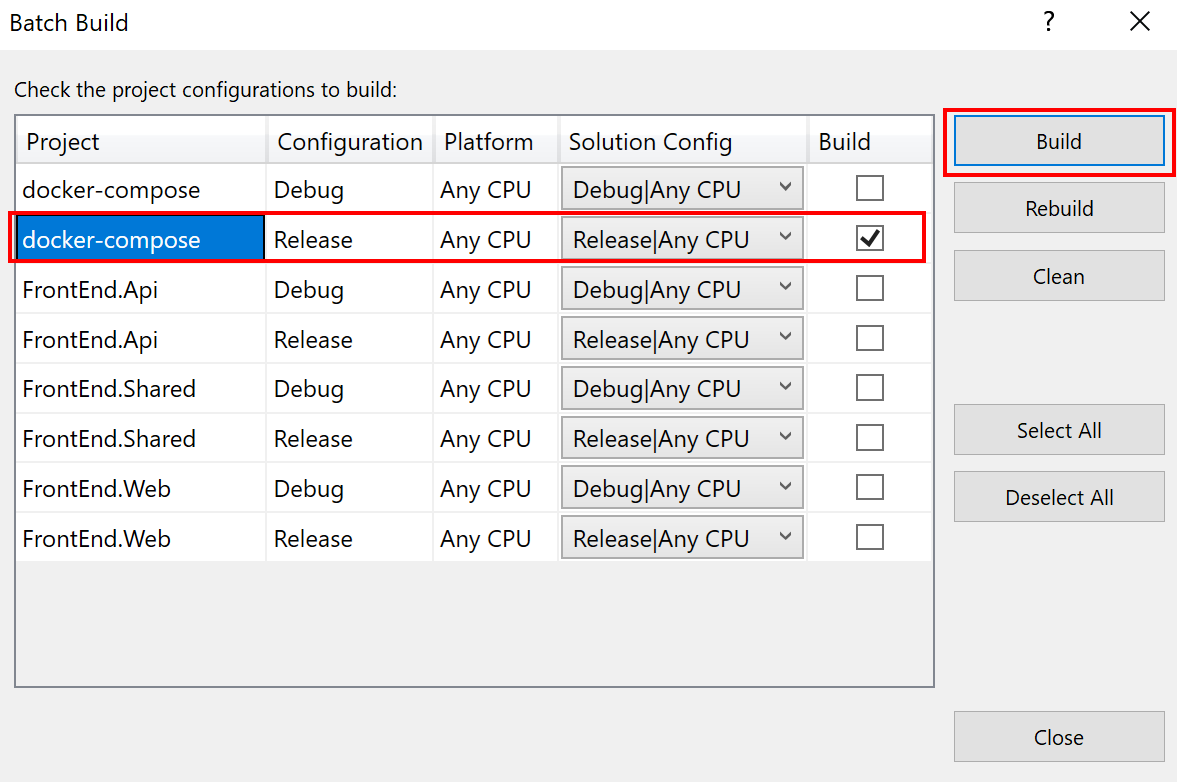 Batch Build ?
Check the project configurations to build:
Project Configuration Platform Solution Config Build
docker-compose Debug Any CPU Debug|Any CPU
docker-compose Release Any CPU Release|Any CPU
FrontEnd.Api Debug Any CPU Debug|Any CPU
FrontEnd.Api Release Any CPU Release|Any CPU
FrontEnd.Shared Debug Any CPU Debug|Any CPU
FrontEnd.Shared Release Any CPU Release|Any CPU
FrontEnd.Web Debug Any CPU Debug|Any CPU
FrontEnd.Web Release Any CPU Release|Any CPU
Build
Rebuild
Clean
Select All
Deselect All
Close